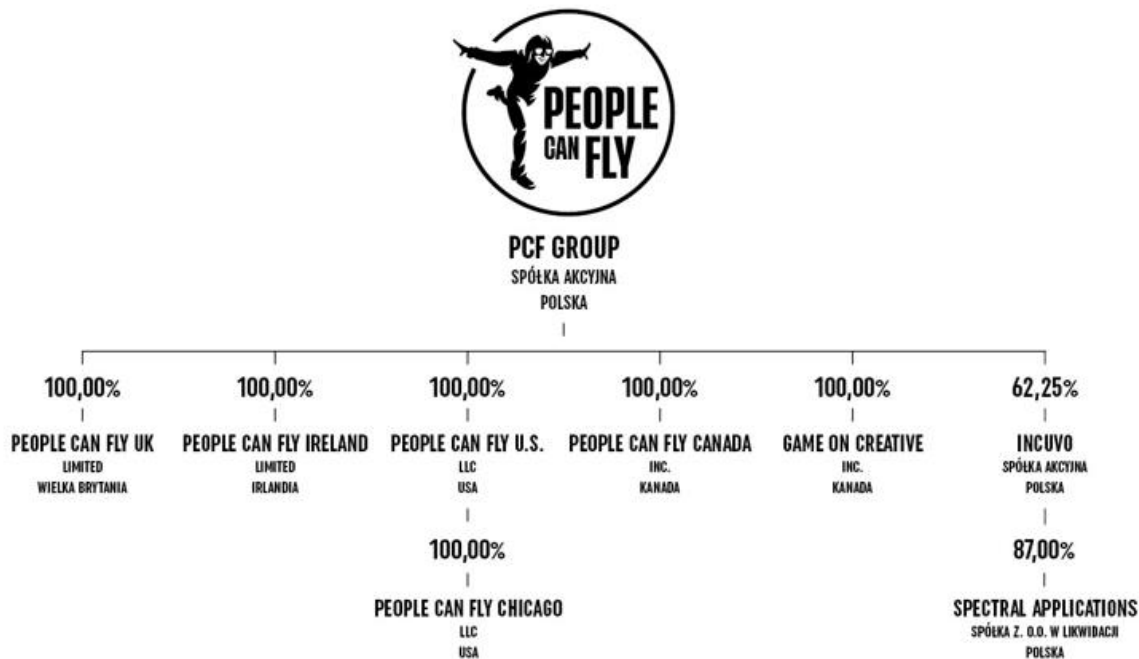 PEOPLE
CAN FLY
PCF GROUP
SPÓŁKA AKCYJNA
POLSKA
100,00% 100,00% 100,00% 100,00% 100,00% 62,25%
PEOPLE CAN FLY UK PEOPLE CAN FLY IRELAND PEOPLE CAN FLY U.S. PEOPLE CAN FLY CANADA GAME ON CREATIVE INCUVO
LIMITED LIMITED LLC INC. INC. SPÓŁKA AKCYJNA
WIELKA BRYTANIA IRLANDIA USA KANADA KANADA POLSKA
100,00% 87,00%
PEOPLE CAN FLY CHICAGO SPECTRAL APPLICATIONS
LLC SPÓŁKA Z. O.O. W LIKWIDACJI
USA POLSKA